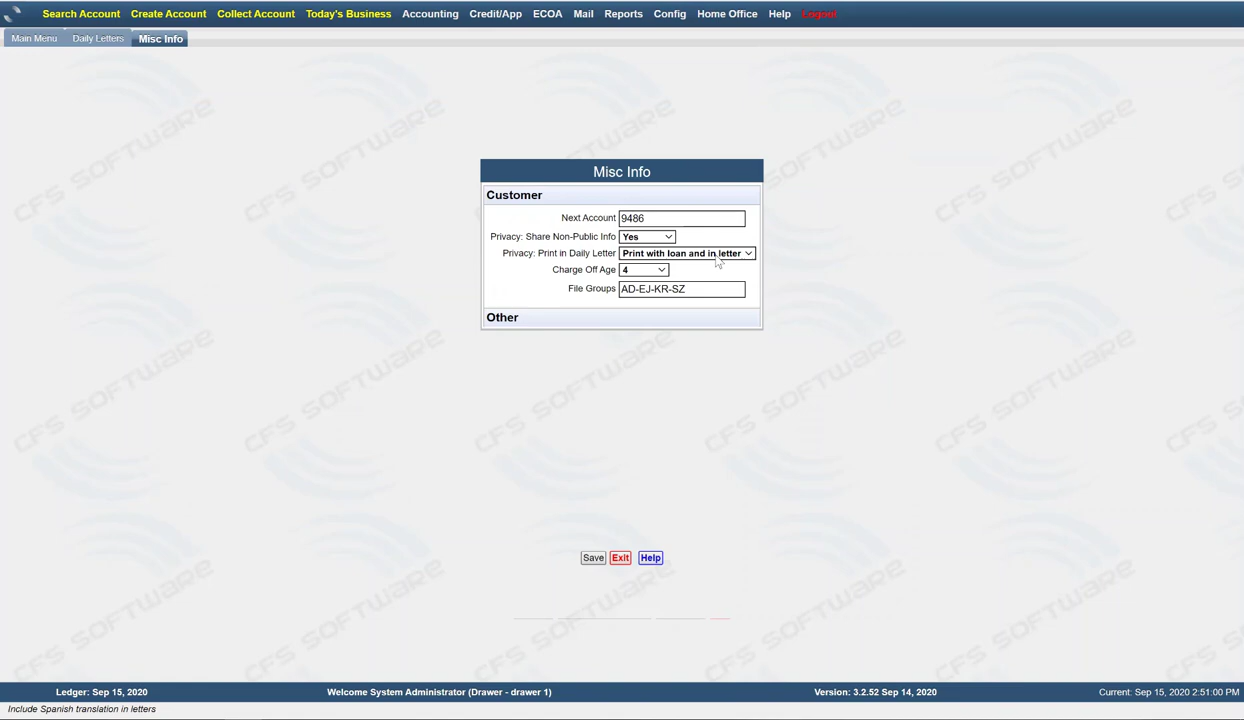 Search Account Create Account Collect Account Today's Business Accounting Credit/App ECOA Mail Reports Config Home Office Help Logout
Main Menu Daily Letters Misc Info
Misc Info
Customer
Next Account 9486
Privacy: Share Non-Public Info Yes
Privacy: Print in Daily Letter Print with loan and in letter
Charge Off Age 4
File Groups AD-EJ-KR-SZ
Other
Save Exit Help
Ledger: Sep 15, 2020 Welcome System Administrator (Drawer - drawer 1) Version: 3.2.52 Sep 14, 2020 Current: Sep 15, 2020 2:51:00 PM
Include Spanish translation in letters
CFS SOFTWARE